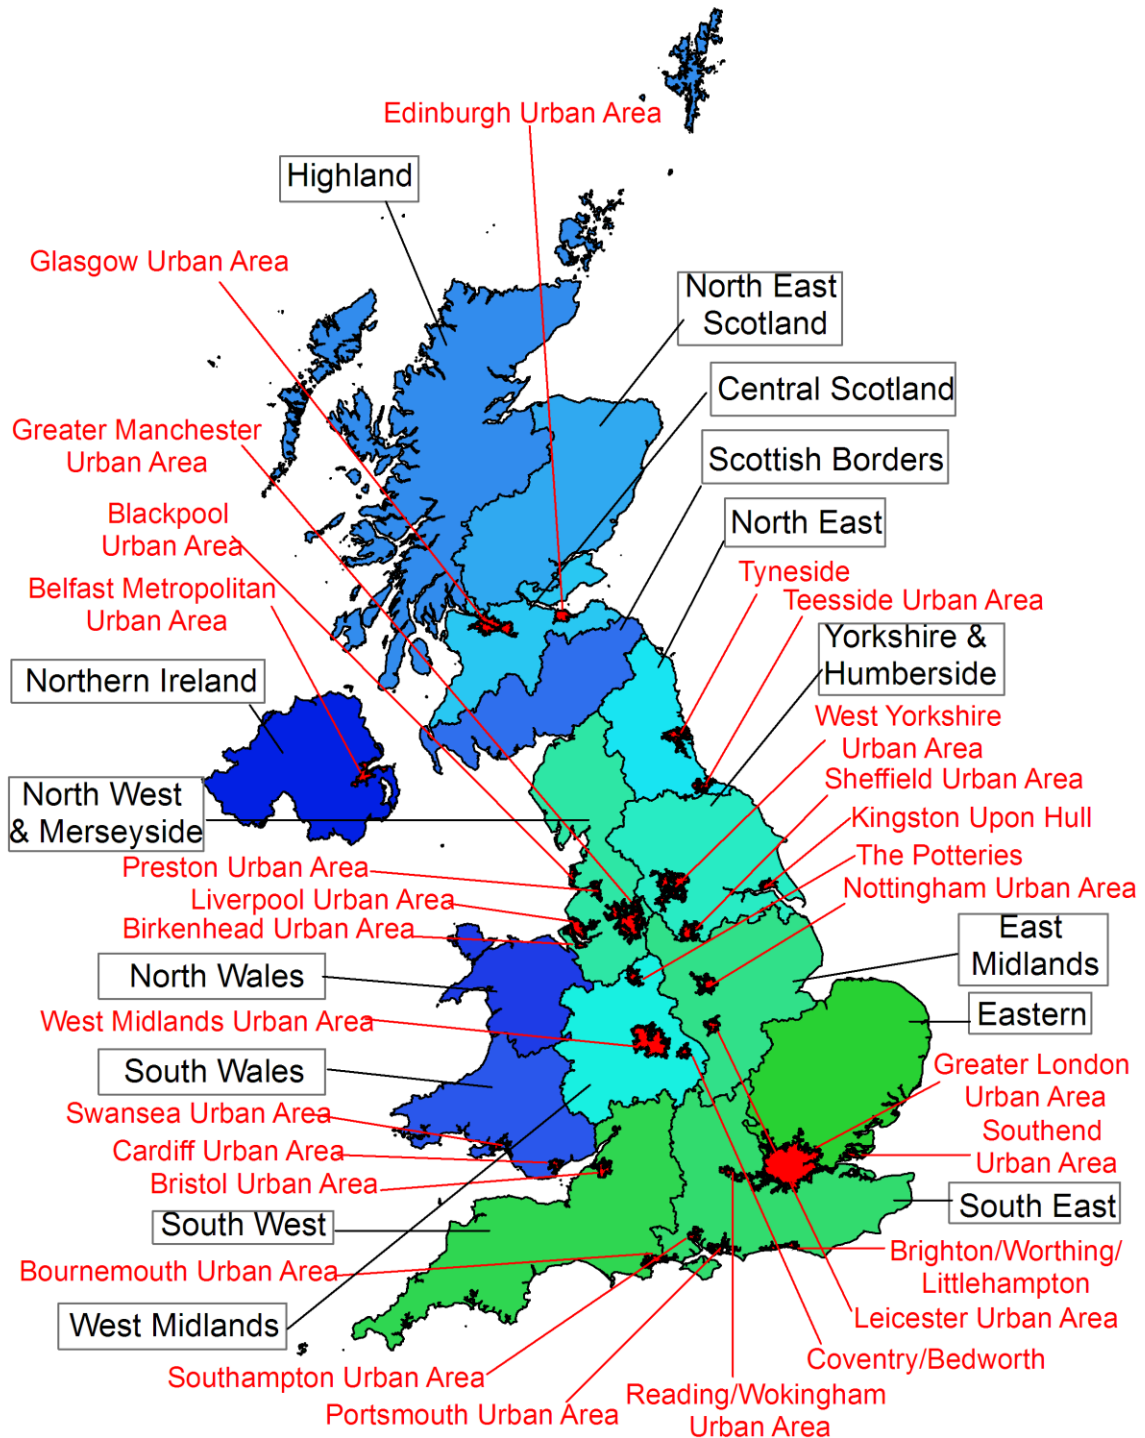 Edinburgh Urban Area
Highland
Glasgow Urban Area
North East
Scotland
Central Scotland
Greater Manchester
Urban Area
Scottish Borders
Blackpool
Urban Area
North East
Belfast Metropolitan
Urban Area
Tyneside
Teesside Urban Area
Yorkshire &
Humberside
Northern Ireland
West Yorkshire
Urban Area
Sheffield Urban Area
North West
& Merseyside
Kingston Upon Hull
The Potteries
Preston Urban Area
Nottingham Urban Area
Liverpool Urban Area
Birkenhead Urban Area
East
Midlands
North Wales
Eastern
West Midlands Urban Area
South Wales
Greater London
Urban Area
Swansea Urban Area
Southend
Urban Area
Cardiff Urban Area
Bristol Urban Area
South East
South West
Brighton/Worthing/
Littlehampton
Bournemouth Urban Area
West Midlands
Leicester Urban Area
Coventry/Bedworth
Southampton Urban Area
Reading/Wokingham
Urban Area
Portsmouth Urban Area